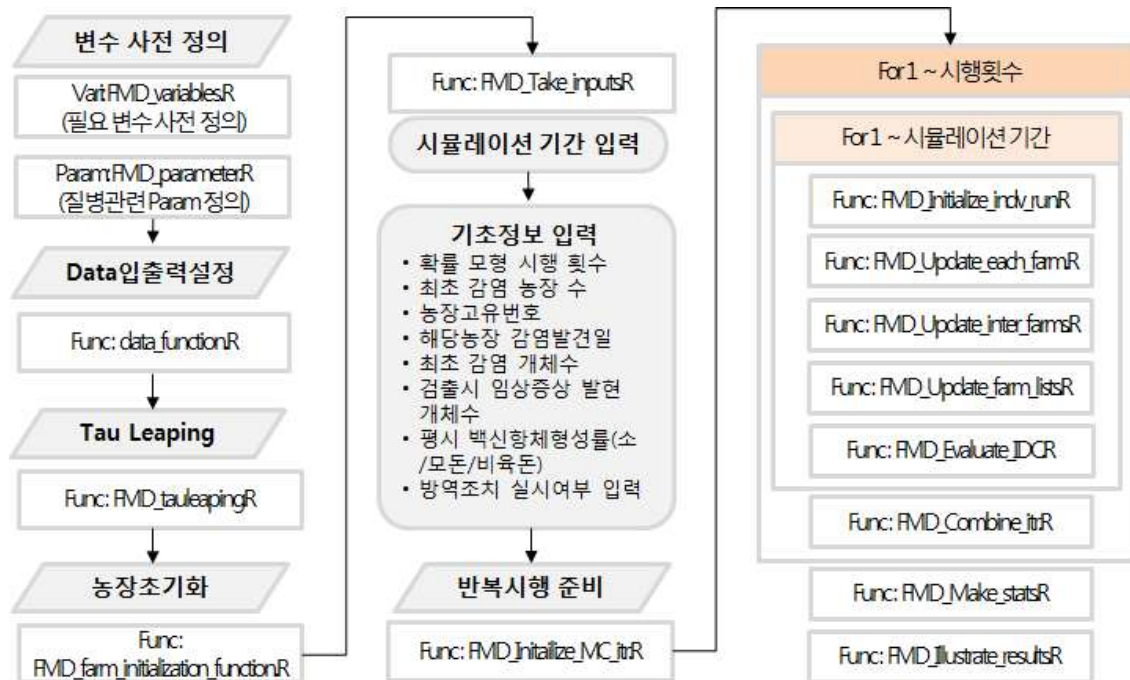 변수 사전 정의
Vari:FMD_variables.R
(필요 변수 사전 정의)
Param:FMD_parameter.R
(질병관련 Param 정의)
Data입출력설정
Func: data_function.R
Tau Leaping
Func: FMD_tauleaping.R
농장초기화
Func:
FMD_farm_initialization_function.R
Func: FMD_Take_inputs.R
시뮬레이션 기간 입력
기초정보 입력
• 확률 모형 시행 횟수
• 최초 감염 농장 수
• 농장고유번호
• 해당농장 감염발견일
• 최초 감염 개체수
• 검출시 임상증상 발현
개체수
• 평시 백신항체형성률(소
/모돈/비육돈)
• 방역조치 실시여부 입력
반복시행 준비
Func: FMD_Initailize_MC_itr.R
For 1 ~ 시행횟수
For 1 ~ 시뮬레이션 기간
Func: FMD_Initialize_indv_run.R
Func: FMD_Update_each_farm.R
Func: FMD_Update_inter_farms.R
Func: FMD_Update_farm_lists.R
Func: FMD_Evaluate_IDC.R
Func: FMD_Combine_itr.R
Func: FMD_Make_stats.R
Func: FMD_Illustrate_results.R